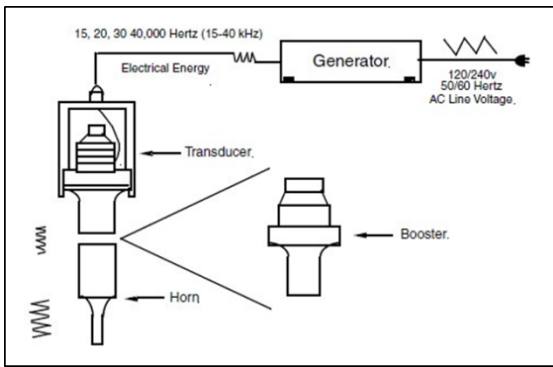 15, 20, 30 40,000 Hertz (15-40 kHz)
Electrical Energy
Generator.
120/240v
50/60 Hertz
AC Line Voltage.
Transducer.
Booster.
Horn